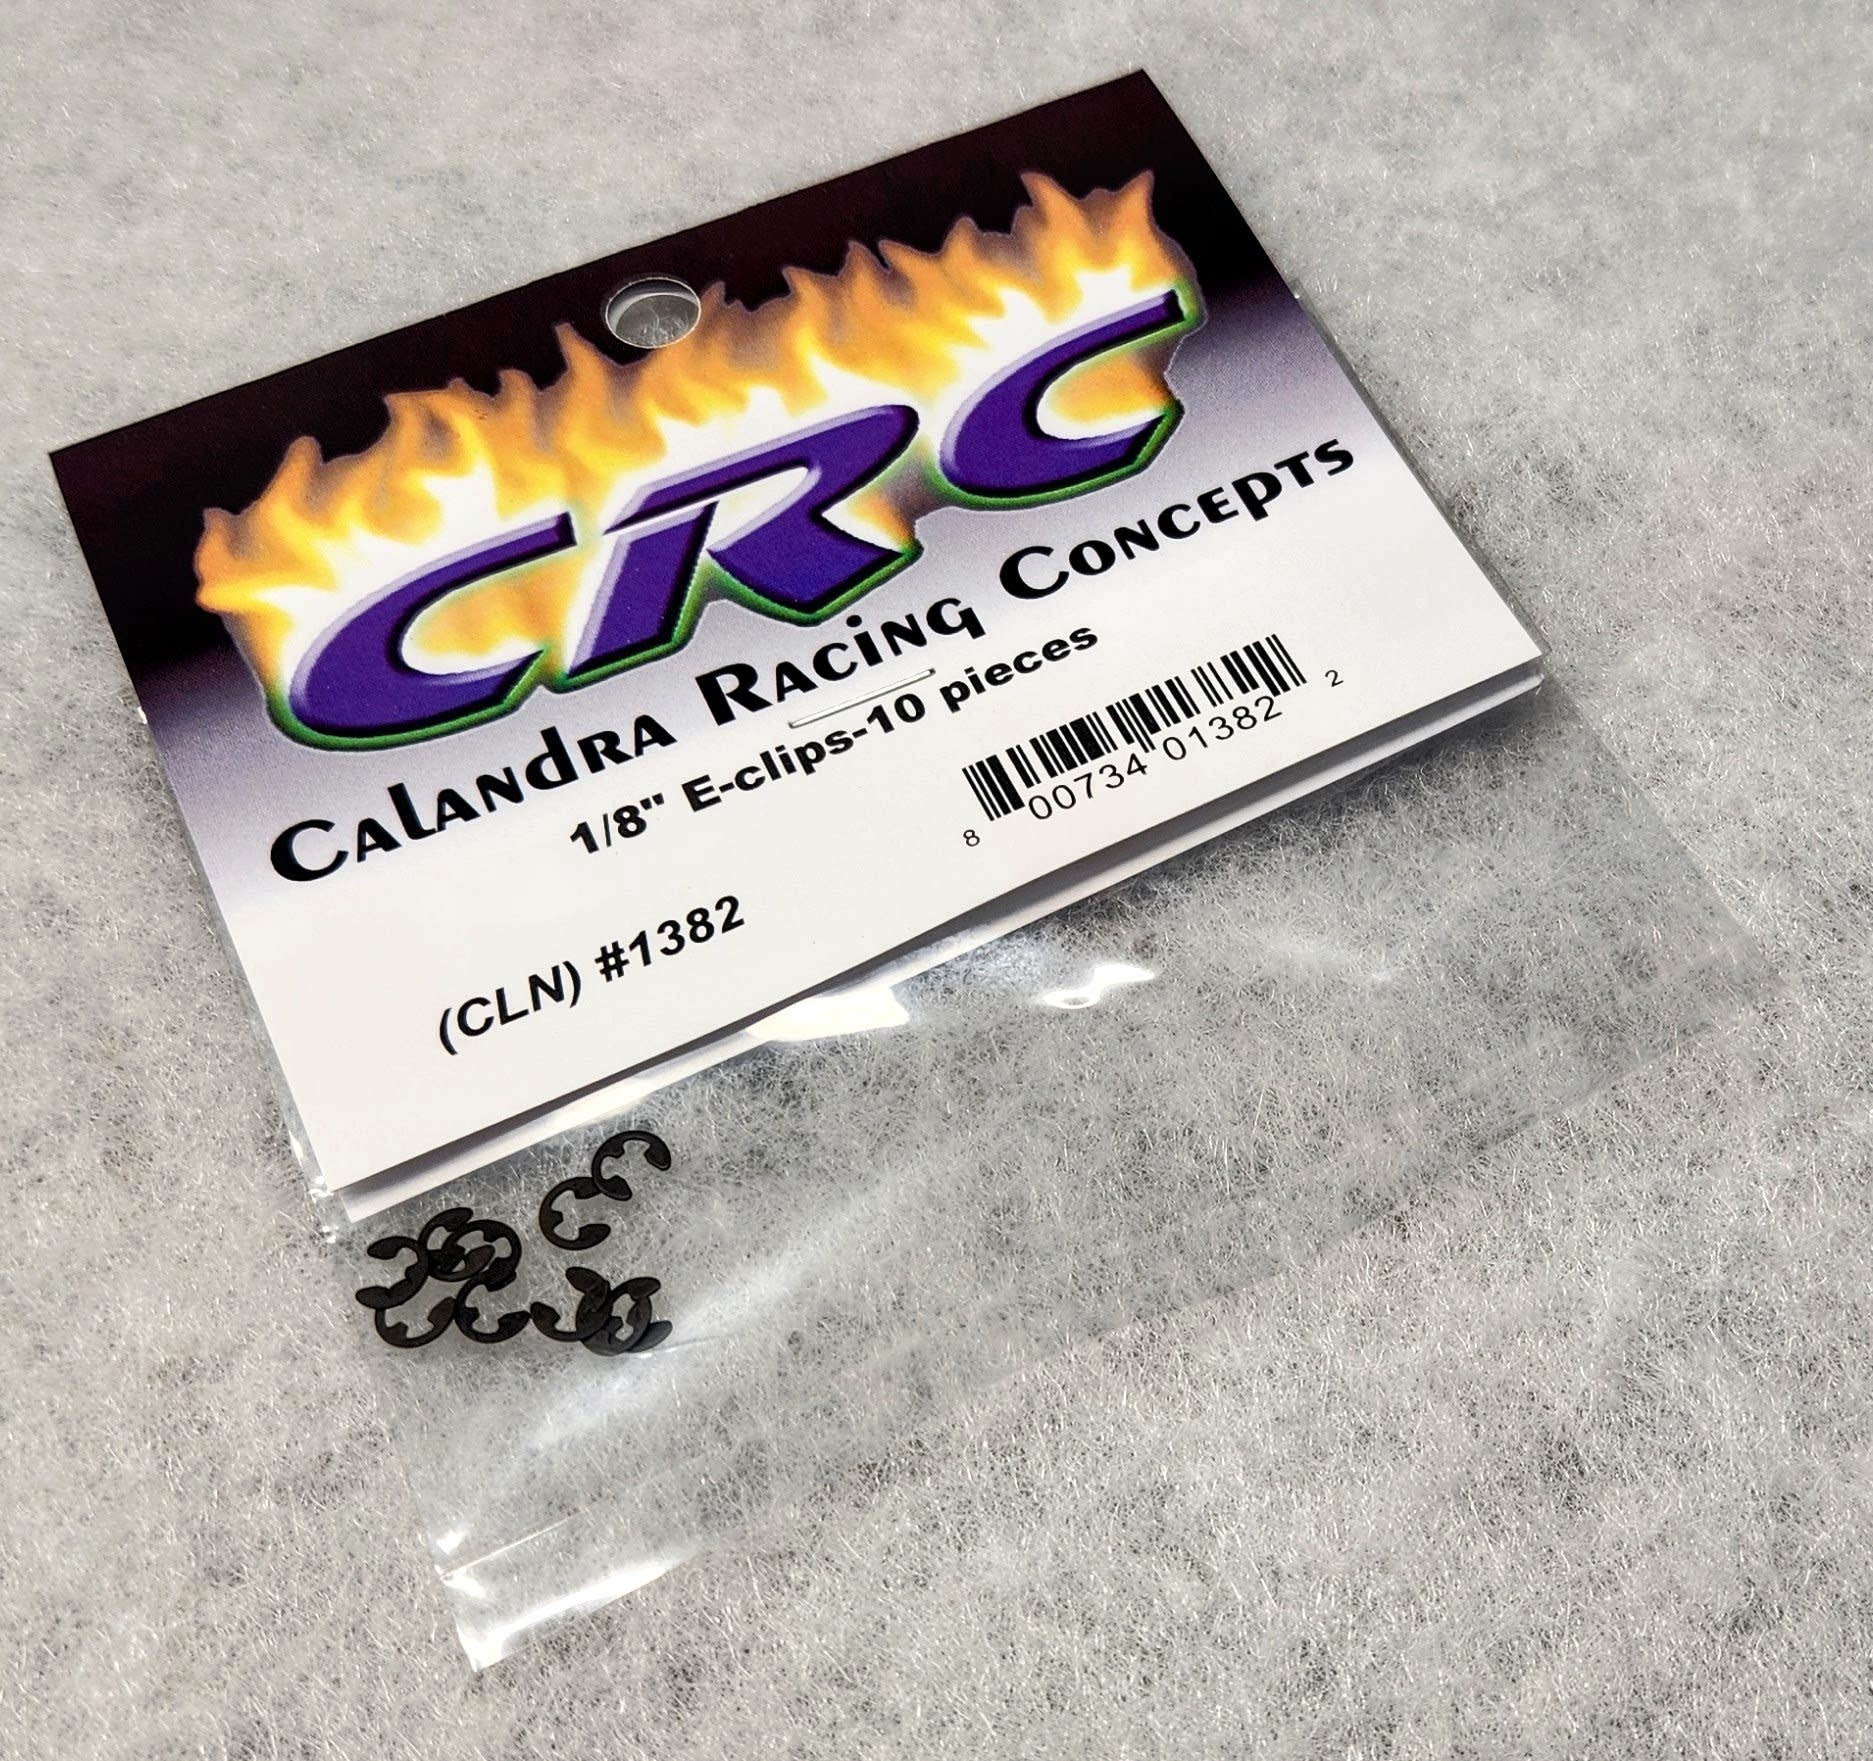 CRC
Calandra Racing Concepts
1/8" E-clips-10 pieces
8 00734 01382 2
(CLN) #1382